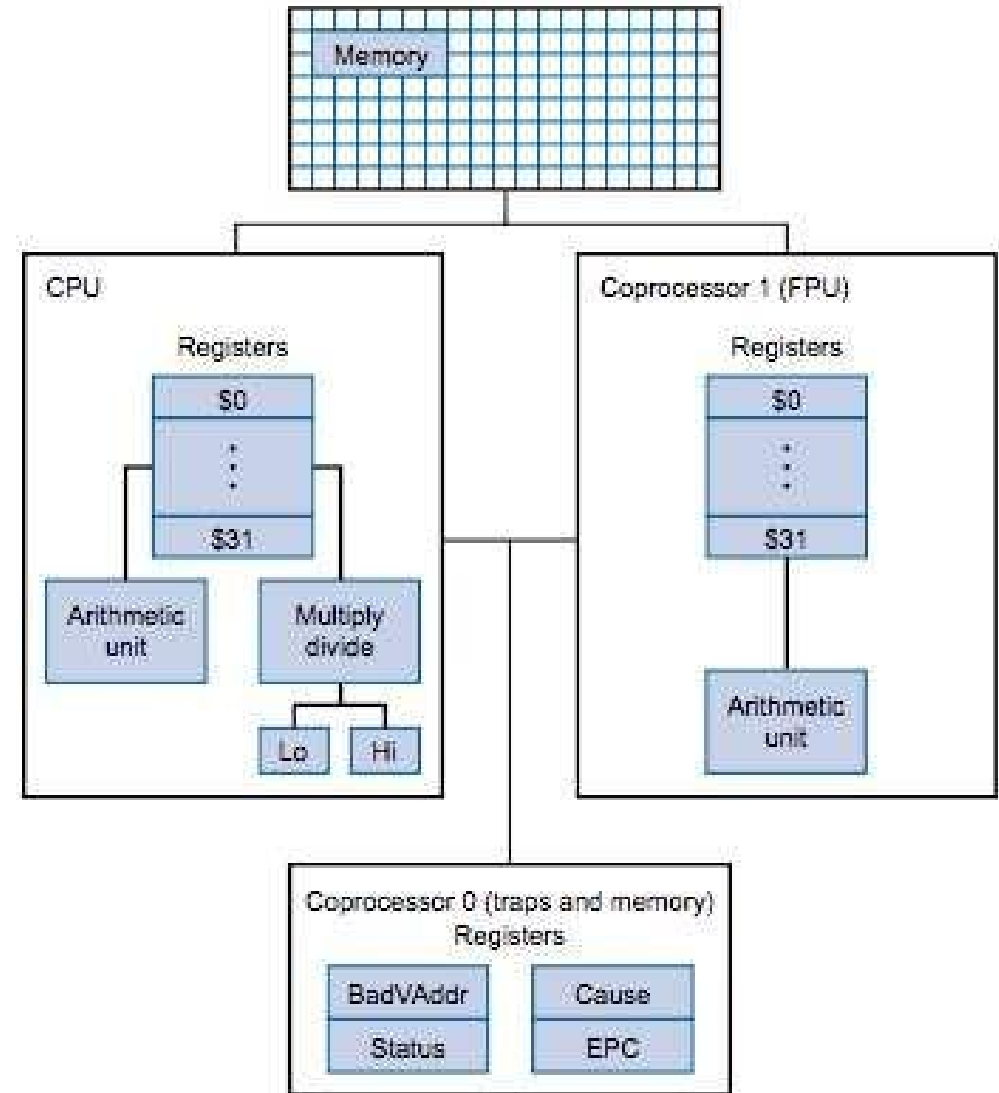 Memory
CPU
Registers
$0
$31
Arithmetic
unit
Multiply
divide
Lo
Hi
Coprocessor 1 (FPU)
Registers
$0
$31
Arithmetic
unit
Coprocessor 0 (traps and memory)
Registers
BadVAddr
Cause
Status
EPC